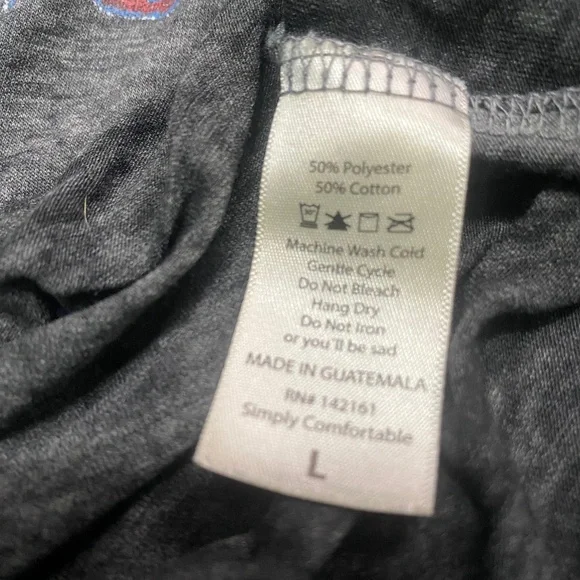 50% Polyester
50% Cotton
Machine Wash Cold
Gentle Cycle
Do Not Bleach
Hang Dry
Do Not Iron
or you'll be sad
MADE IN GUATEMALA
RN# 142161
Simply Comfortable
L